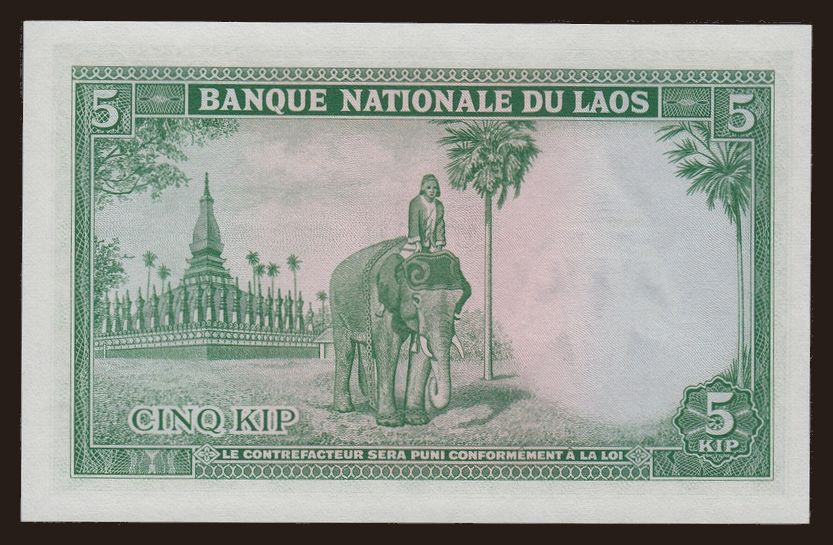 5 BANQUE NATIONALE DU LAOS 5
CINQ KIP
5
KIP
LE CONTREFACTEUR SERA PUNI CONFORMÉMENT À LA LOI